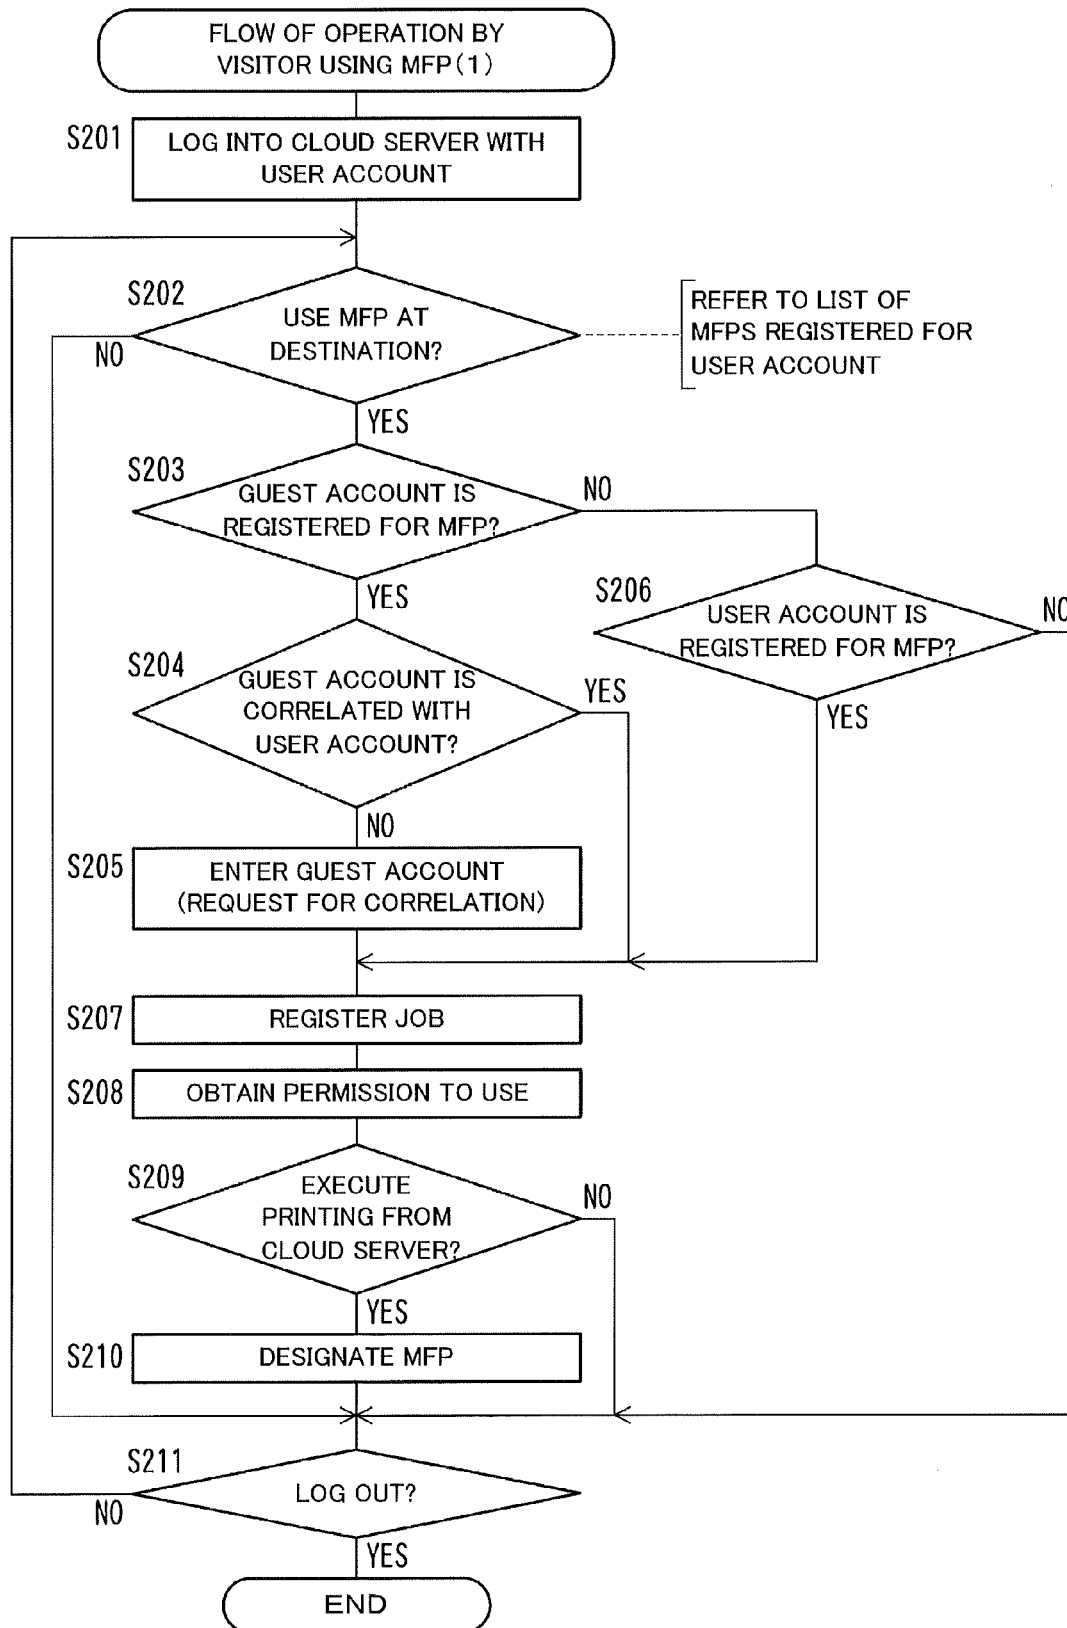 FLOW OF OPERATION BY
VISITOR USING MFP(1)
S201
LOG INTO CLOUD SERVER WITH
USER ACCOUNT
S202
USE MFP AT
DESTINATION?
NO
YES
REFER TO LIST OF
MFPS REGISTERED FOR
USER ACCOUNT
S203
GUEST ACCOUNT IS
REGISTERED FOR MFP?
NO
YES
S206
USER ACCOUNT IS
REGISTERED FOR MFP?
NO
YES
S204
GUEST ACCOUNT IS
CORRELATED WITH
USER ACCOUNT?
YES
NO
S205
ENTER GUEST ACCOUNT
(REQUEST FOR CORRELATION)
S207
REGISTER JOB
S208
OBTAIN PERMISSION TO USE
S209
EXECUTE
PRINTING FROM
CLOUD SERVER?
NO
YES
S210
DESIGNATE MFP
S211
LOG OUT?
NO
YES
END